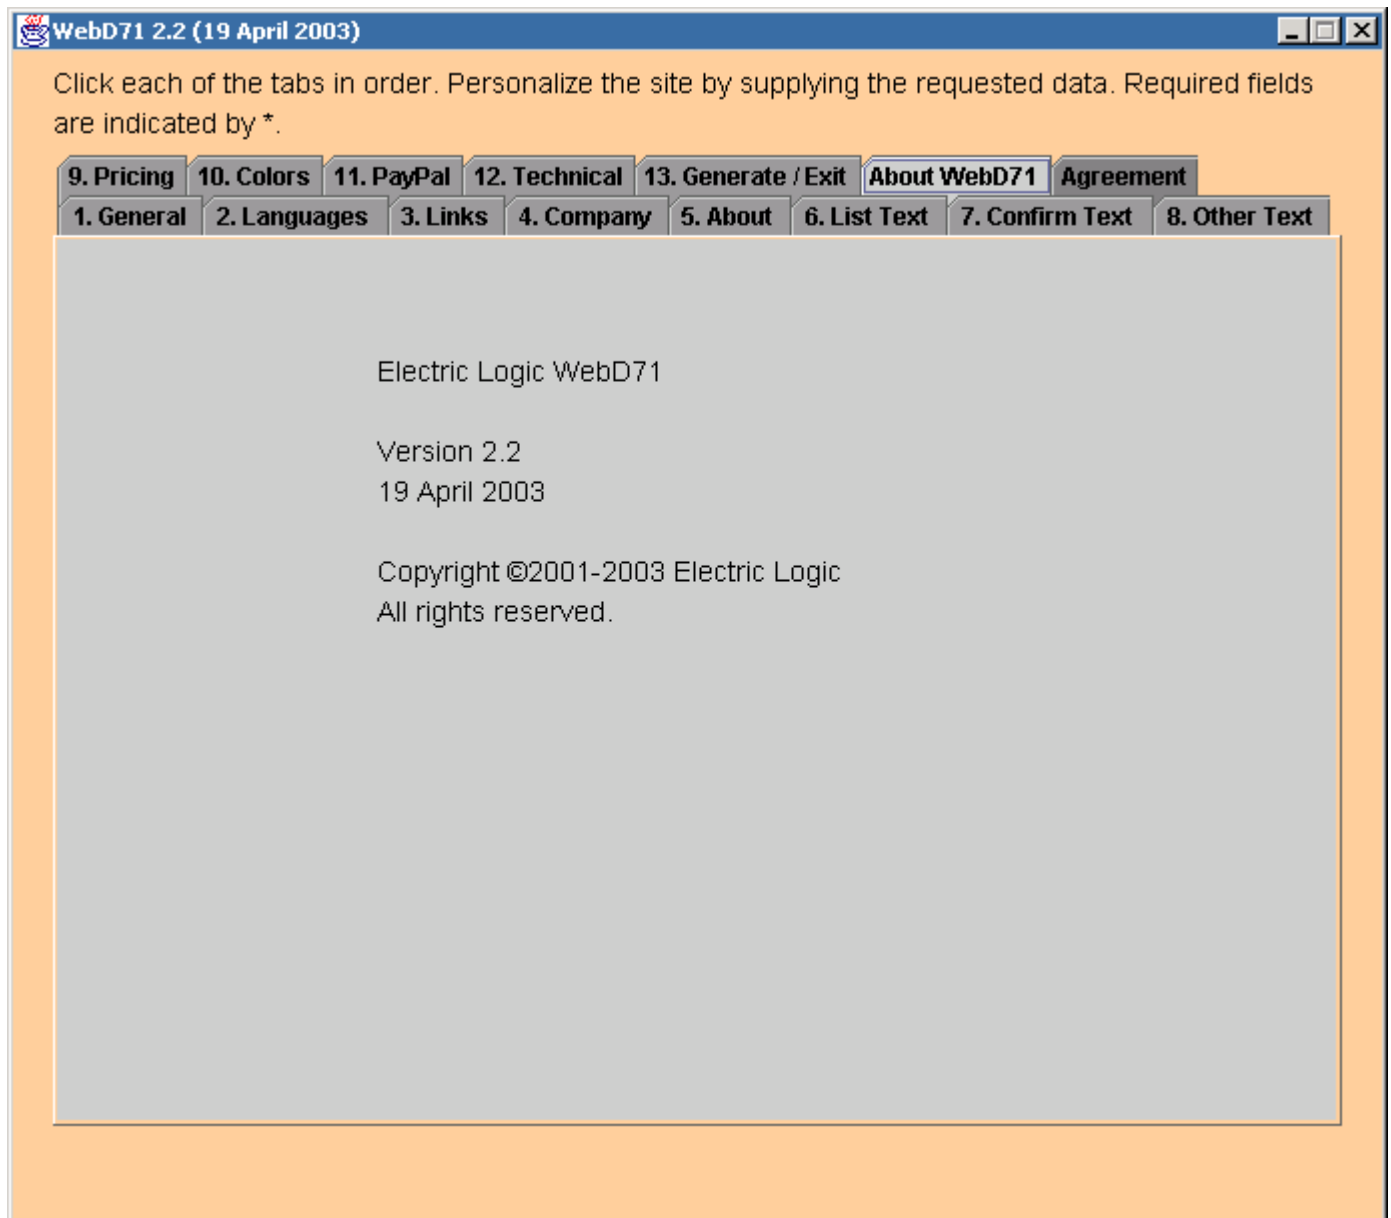 WebD71 2.2 (19 April 2003)
Click each of the tabs in order. Personalize the site by supplying the requested data. Required fields
are indicated by *.
9. Pricing 10. Colors 11. PayPal 12. Technical 13. Generate / Exit About WebD71 Agreement
1. General 2. Languages 3. Links 4. Company 5. About 6. List Text 7. Confirm Text 8. Other Text
Electric Logic WebD71
Version 2.2
19 April 2003
Copyright ©2001-2003 Electric Logic
All rights reserved.